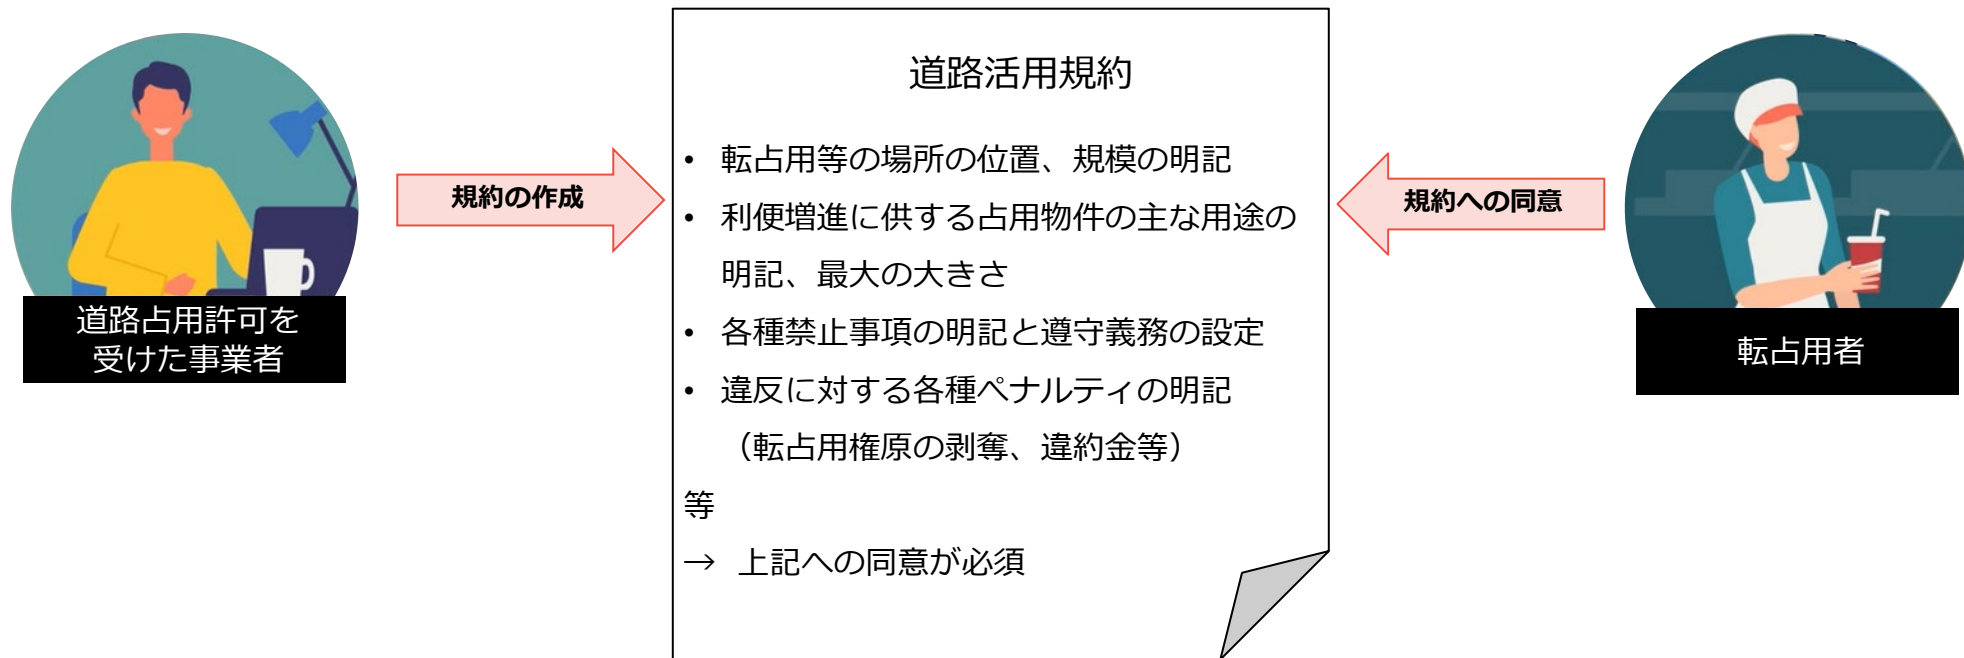 道路占用許可を
受けた事業者
規約の作成
道路活用規約
• 転占用等の場所の位置、規模の明記
• 利便増進に供する占用物件の主な用途の
明記、最大の大きさ
• 各種禁止事項の明記と遵守義務の設定
• 違反に対する各種ペナルティの明記
（転占用権原の剥奪、違約金等）
等
→ 上記への同意が必須
規約への同意
転占用者